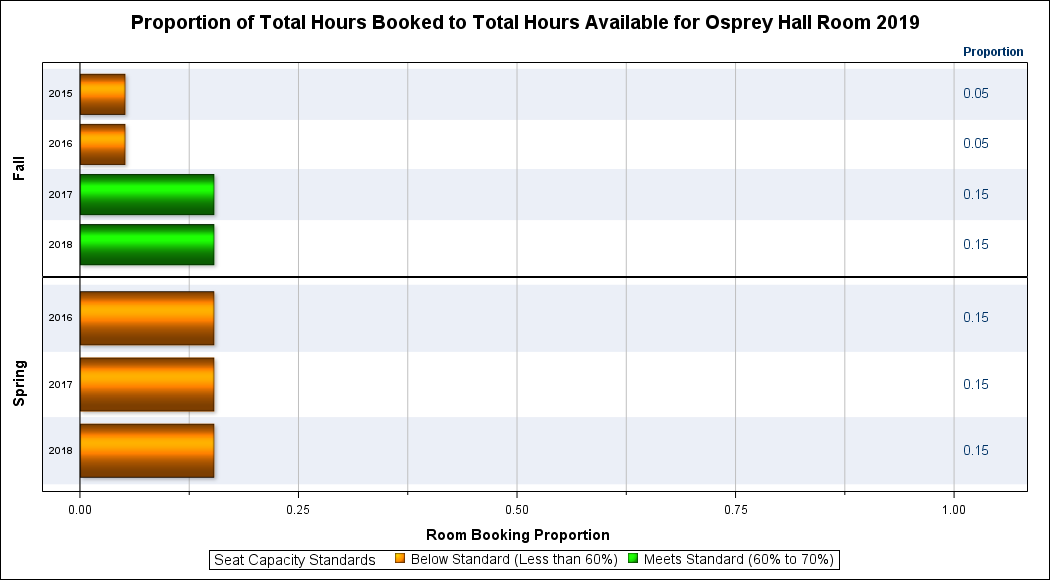 Proportion of Total Hours Booked to Total Hours Available for Osprey Hall Room 2019
Proportion
Fall
2015 0.05
2016 0.05
2017 0.15
2018 0.15
Spring
2016 0.15
2017 0.15
2018 0.15
0.00 0.25 0.50 0.75 1.00
Room Booking Proportion
Seat Capacity Standards Below Standard (Less than 60%) Meets Standard (60% to 70%)